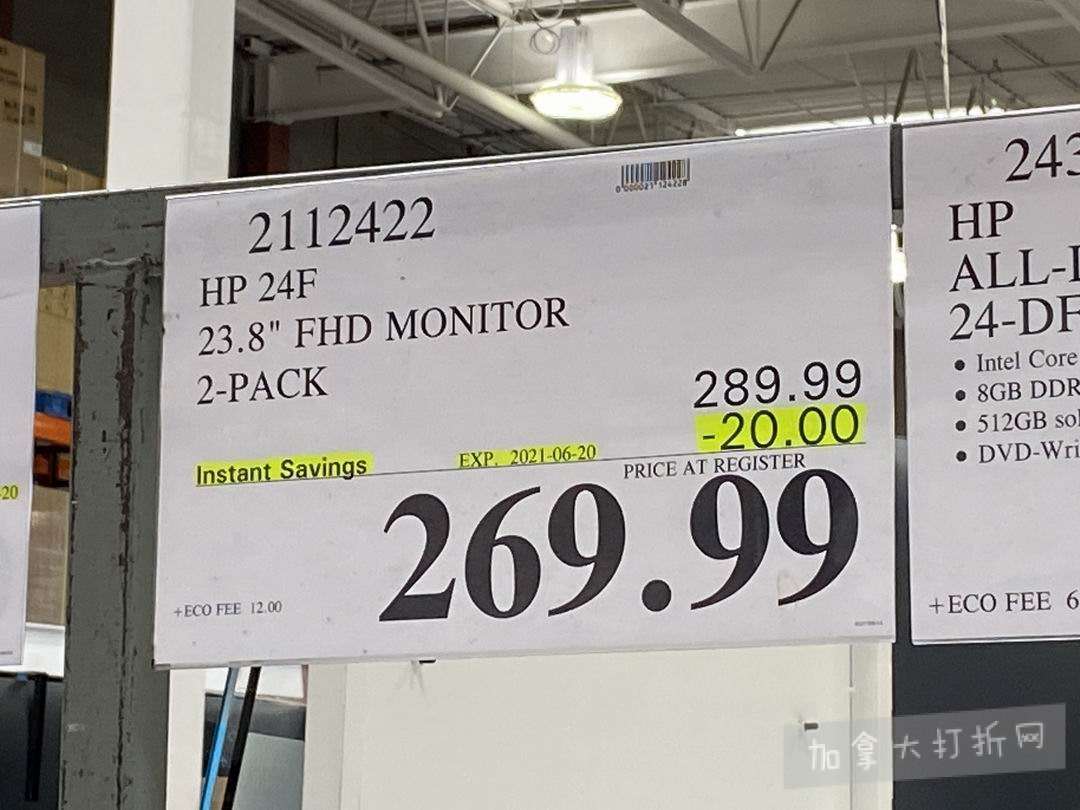 2112422
HP 24F
23.8" FHD MONITOR
2-PACK
289.99
-20.00
Instant Savings EXP. 2021-06-20 PRICE AT REGISTER
269.99
+ECO FEE 12.00
-20
243
HP
ALL-
24-DF
• Intel Core
• 8GB DDR
• 512GB sol
• DVD-Wri
+ECO FEE 6
加拿大打折网